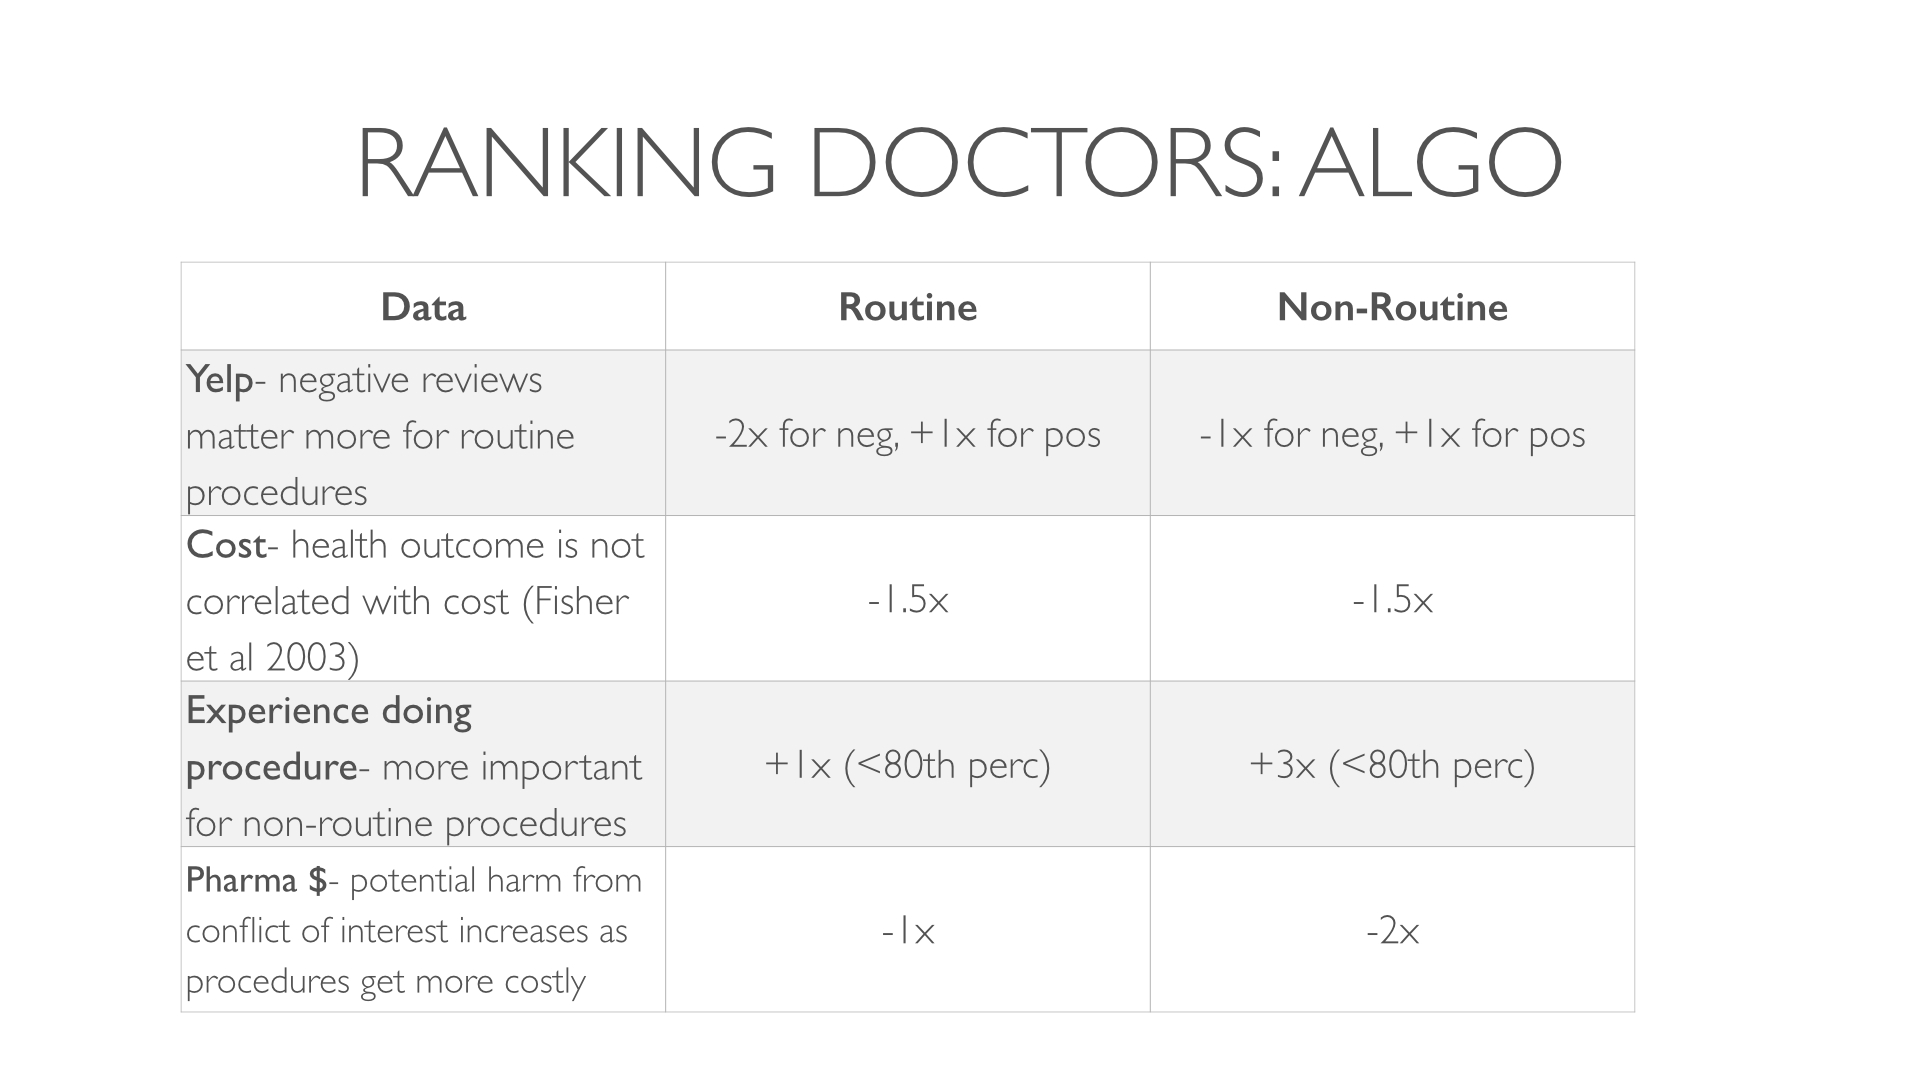 RANKING DOCTORS: ALGO
Data
Routine
Non-Routine
Yelp- negative reviews
matter more for routine
procedures
-2x for neg, +1x for pos
-1x for neg, +1x for pos
Cost- health outcome is not
correlated with cost (Fisher
et al 2003)
-1.5x
-1.5x
Experience doing
procedure- more important
for non-routine procedures
+1x (<80th perc)
+3x (<80th perc)
Pharma $- potential harm from
conflict of interest increases as
procedures get more costly
-1x
-2x